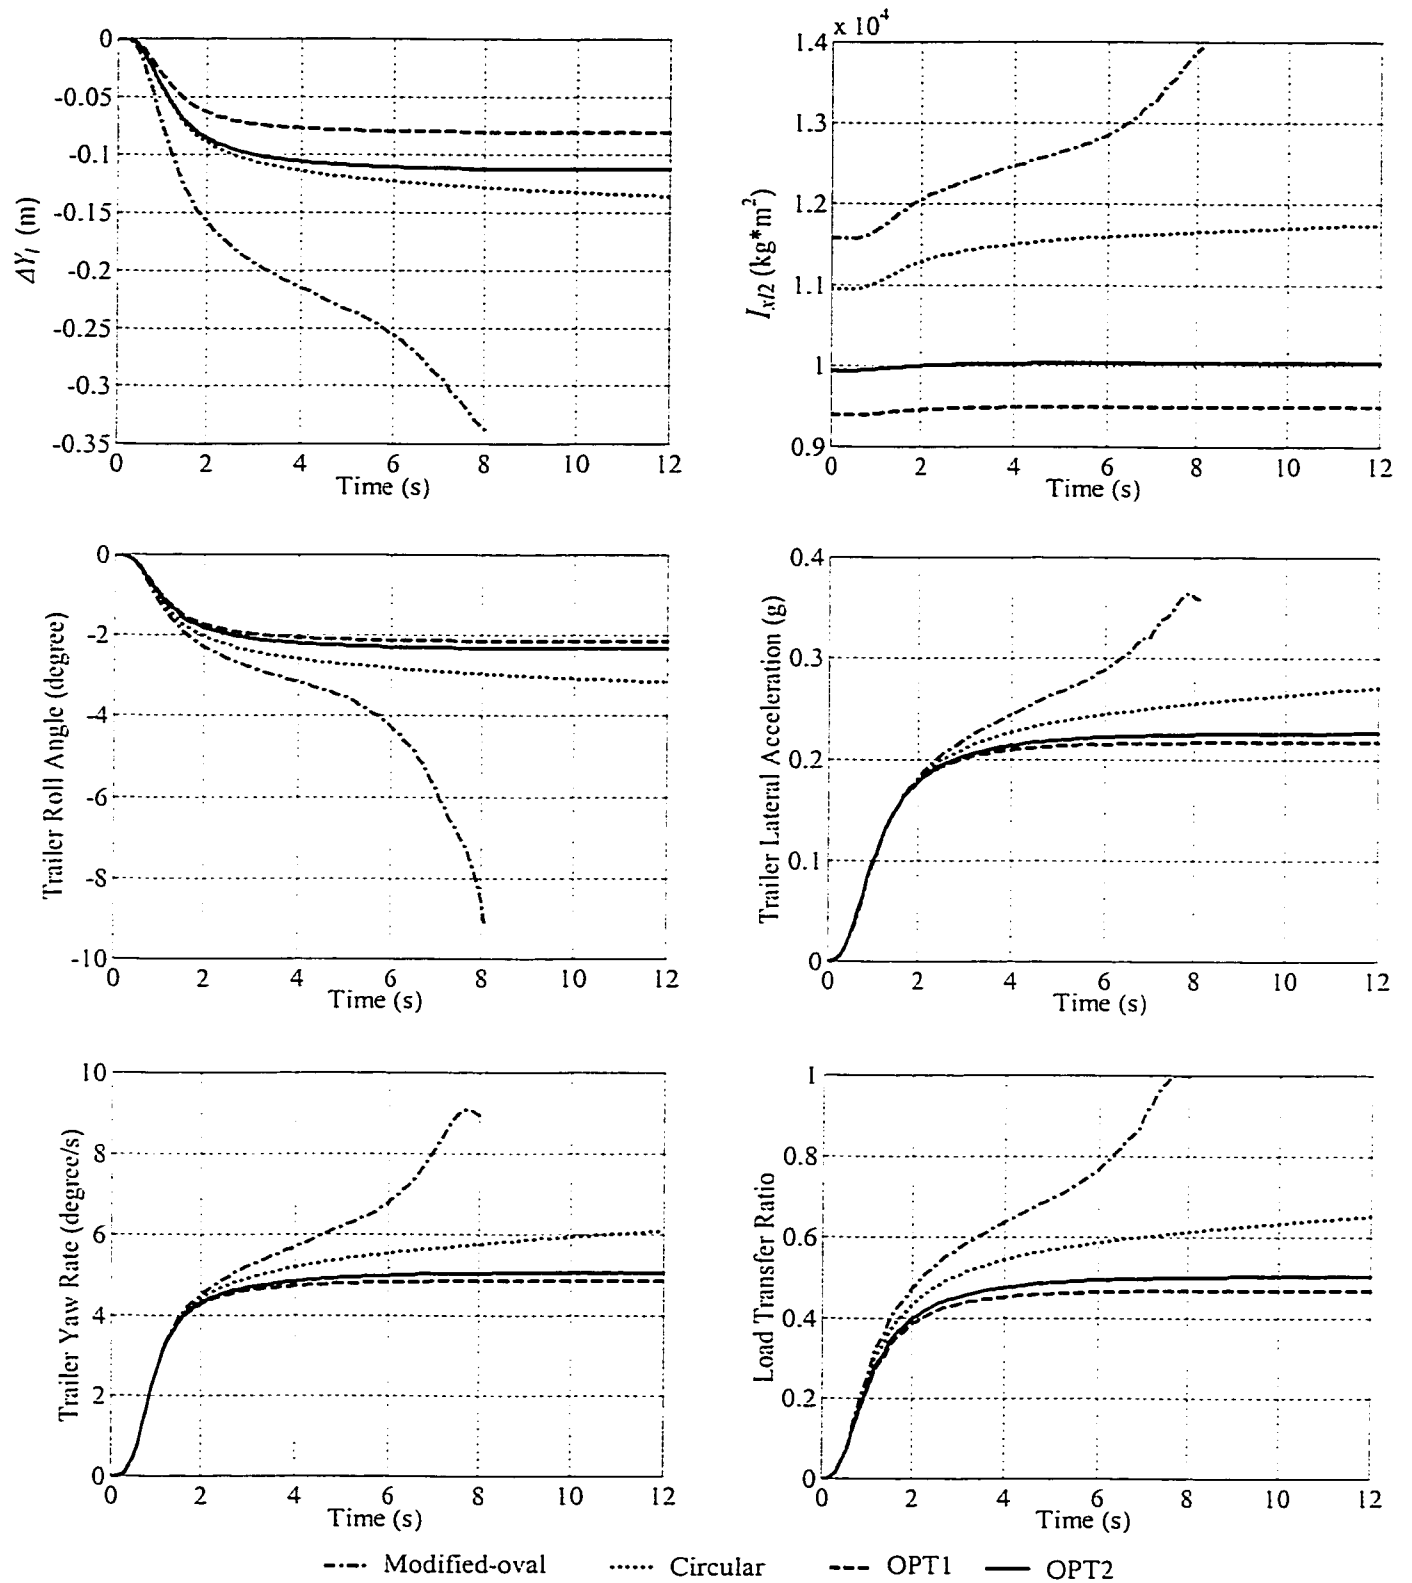 x 10⁴
0
-0.05
-0.1
-0.15
-0.2
-0.25
-0.3
-0.35
ΔYₗ (m)
0 2 4 6 8 10 12
Time (s)
1.4
1.3
1.2
1.1
1
0.9
Iₓₗ₂ (kg*m²)
0 2 4 6 8 10 12
Time (s)
0
-2
-4
-6
-8
-10
Trailer Roll Angle (degree)
0 2 4 6 8 10 12
Time (s)
0.4
0.3
0.2
0.1
0
Trailer Lateral Acceleration (g)
0 2 4 6 8 10 12
Time (s)
10
8
6
4
2
0
Trailer Yaw Rate (degree/s)
0 2 4 6 8 10 12
Time (s)
1
0.8
0.6
0.4
0.2
0
Load Transfer Ratio
0 2 4 6 8 10 12
Time (s)
Modified-oval Circular OPT1 OPT2